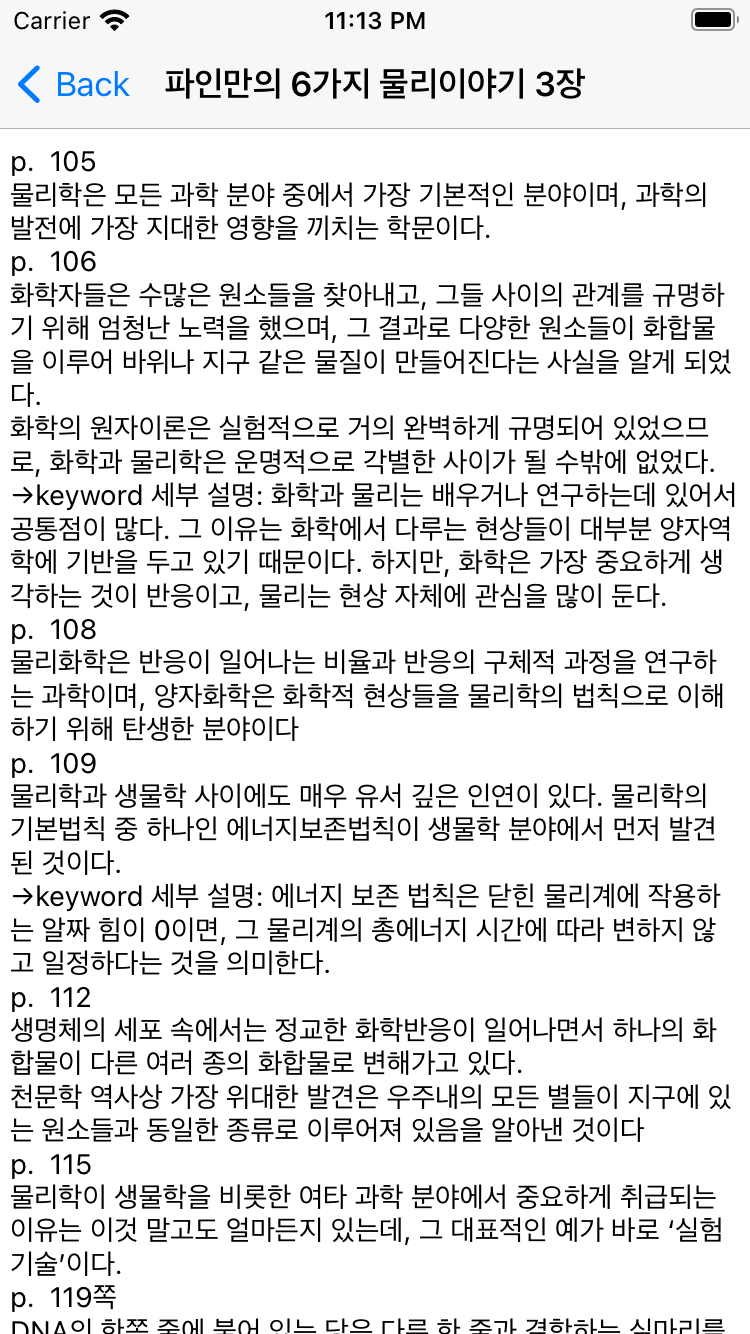 Carrier 11:13 PM
Back 파인만의 6가지 물리이야기 3장
p. 105
물리학은 모든 과학 분야 중에서 가장 기본적인 분야이며, 과학의
발전에 가장 지대한 영향을 끼치는 학문이다.
p. 106
화학자들은 수많은 원소들을 찾아내고, 그들 사이의 관계를 규명하
기 위해 엄청난 노력을 했으며, 그 결과로 다양한 원소들이 화합물
을 이루어 바위나 지구 같은 물질이 만들어진다는 사실을 알게 되었
다.
화학의 원자이론은 실험적으로 거의 완벽하게 규명되어 있었으므
로, 화학과 물리학은 운명적으로 각별한 사이가 될 수밖에 없었다.
→keyword 세부 설명: 화학과 물리는 배우거나 연구하는데 있어서
공통점이 많다. 그 이유는 화학에서 다루는 현상들이 대부분 양자역
학에 기반을 두고 있기 때문이다. 하지만, 화학은 가장 중요하게 생
각하는 것이 반응이고, 물리는 현상 자체에 관심을 많이 둔다.
p. 108
물리화학은 반응이 일어나는 비율과 반응의 구체적 과정을 연구하
는 과학이며, 양자화학은 화학적 현상들을 물리학의 법칙으로 이해
하기 위해 탄생한 분야이다
p. 109
물리학과 생물학 사이에도 매우 유서 깊은 인연이 있다. 물리학의
기본법칙 중 하나인 에너지보존법칙이 생물학 분야에서 먼저 발견
된 것이다.
→keyword 세부 설명: 에너지 보존 법칙은 닫힌 물리계에 작용하
는 알짜 힘이 0이면, 그 물리계의 총에너지 시간에 따라 변하지 않
고 일정하다는 것을 의미한다.
p. 112
생명체의 세포 속에서는 정교한 화학반응이 일어나면서 하나의 화
합물이 다른 여러 종의 화합물로 변해가고 있다.
천문학 역사상 가장 위대한 발견은 우주내의 모든 별들이 지구에 있
는 원소들과 동일한 종류로 이루어져 있음을 알아낸 것이다
p. 115
물리학이 생물학을 비롯한 여타 과학 분야에서 중요하게 취급되는
이유는 이것 말고도 얼마든지 있는데, 그 대표적인 예가 바로 ‘실험
기술’이다.
p. 119쪽
DNA의 한쪽 줄에 붙어 있는 당은 다른 한 줄과 결합하는 실마리를